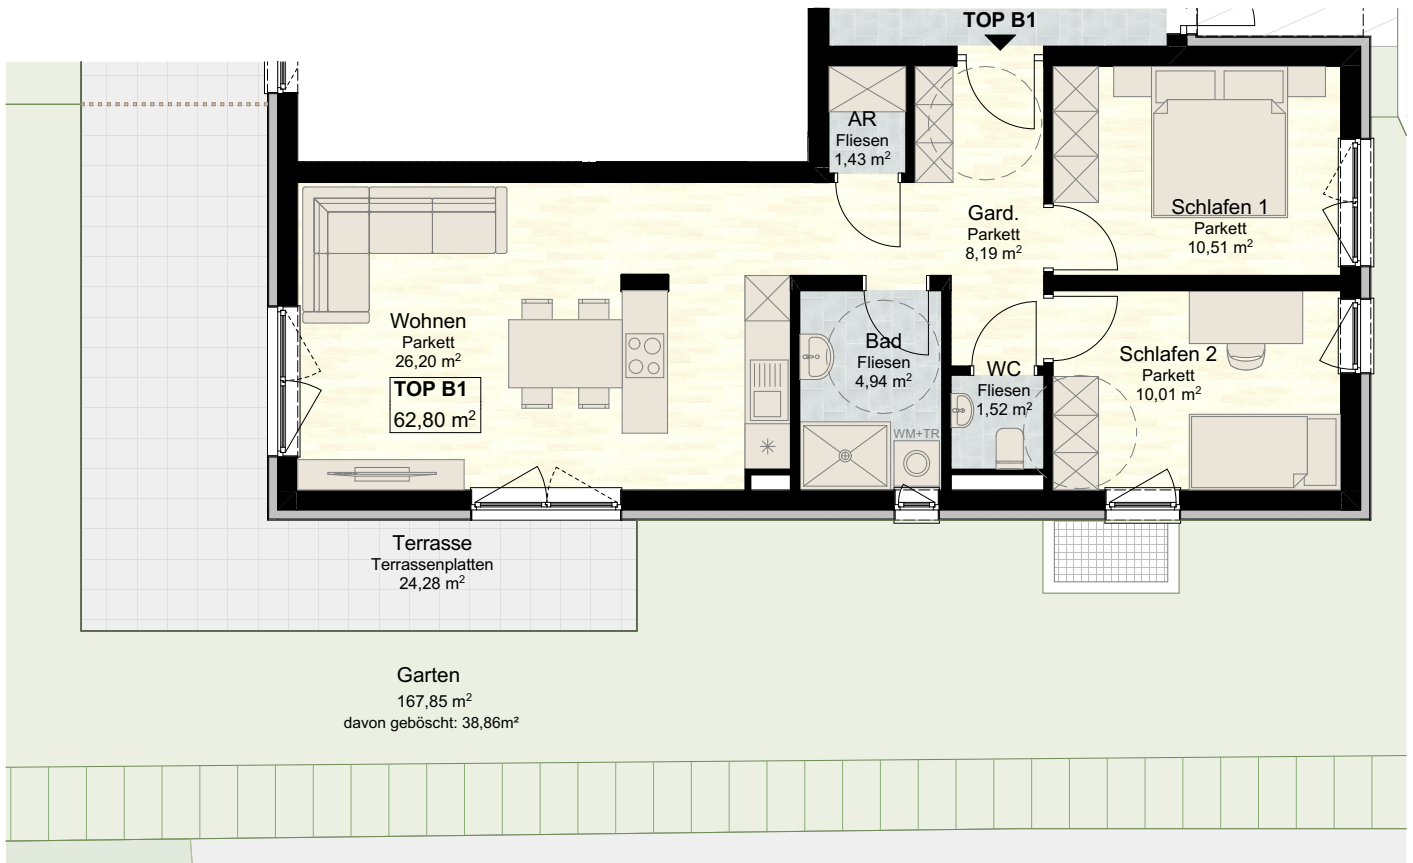 TOP B1
AR
Fliesen
1,43 m²
Gard.
Parkett
8,19 m²
Schlafen 1
Parkett
10,51 m²
Wohnen
Parkett
26,20 m²
TOP B1
62,80 m²
Bad
Fliesen
4,94 m²
WM+TR
WC
Fliesen
1,52 m²
Schlafen 2
Parkett
10,01 m²
Terrasse
Terrassenplatten
24,28 m²
Garten
167,85 m²
davon geböscht: 38,86m²